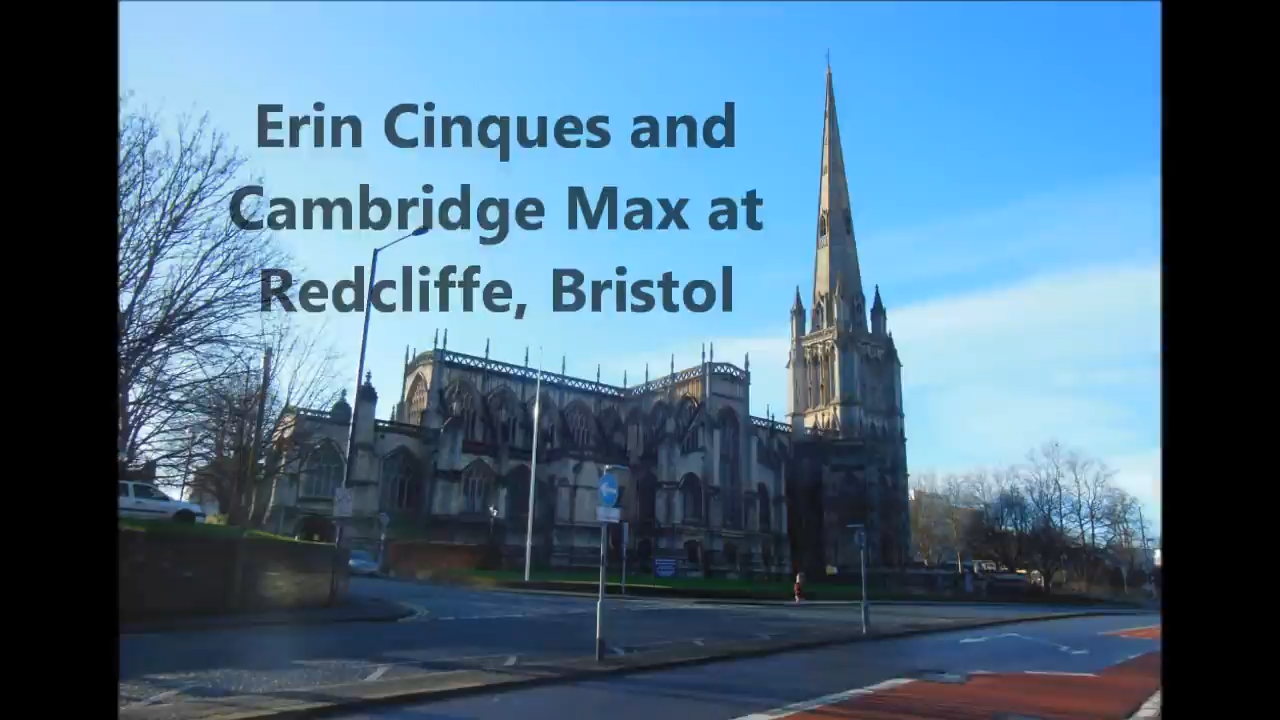 Erin Cinques and
Cambridge Max at
Redcliffe, Bristol